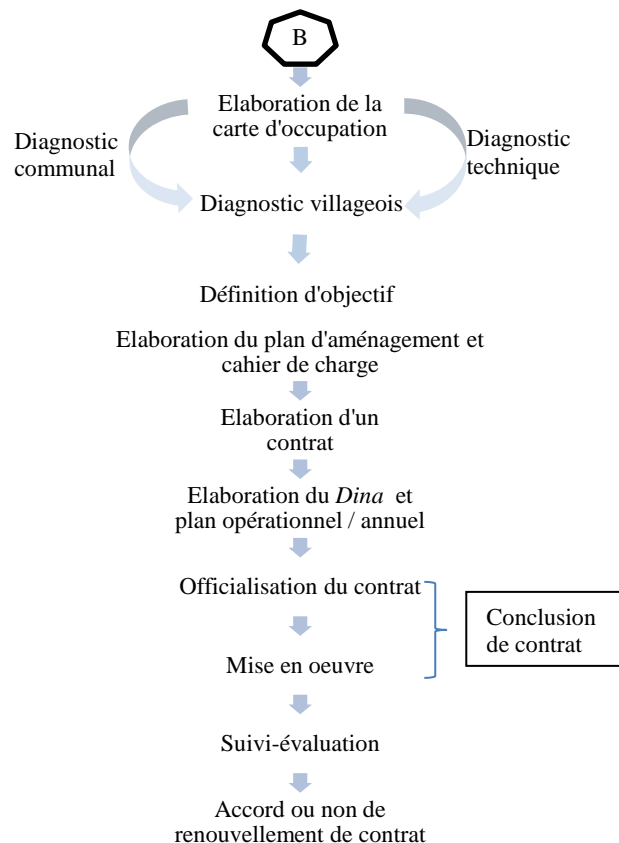 B
Elaboration de la
carte d'occupation
Diagnostic
communal
Diagnostic
technique
Diagnostic villageois
Définition d'objectif
Elaboration du plan d'aménagement et
cahier de charge
Elaboration d'un
contrat
Elaboration du Dina et
plan opérationnel / annuel
Officialisation du contrat
Conclusion
de contrat
Mise en oeuvre
Suivi-évaluation
Accord ou non de
renouvellement de contrat